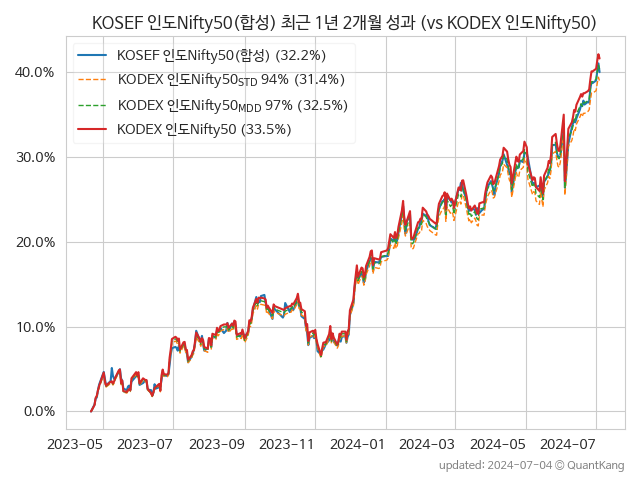 KOSEF 인도Nifty50(합성) 최근 1년 2개월 성과 (vs KODEX 인도Nifty50)
KOSEF 인도Nifty50(합성) (32.2%)
KODEX 인도Nifty50STD 94% (31.4%)
KODEX 인도Nifty50MDD 97% (32.5%)
KODEX 인도Nifty50 (33.5%)
40.0%
30.0%
20.0%
10.0%
0.0%
2023-05 2023-07 2023-09 2023-11 2024-01 2024-03 2024-05 2024-07
updated: 2024-07-04 © QuantKang